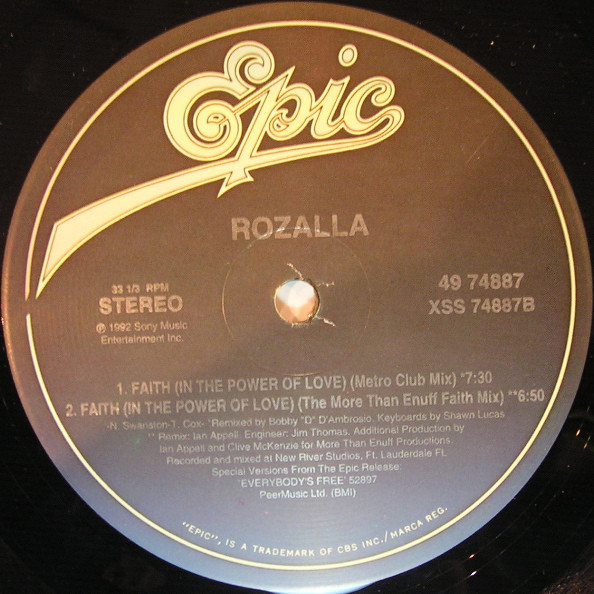 Epic
ROZALLA
33 1/3 RPM
STEREO
℗ 1992 Sony Music
Entertainment Inc.
49 74887
XSS 74887B
1. FAITH (IN THE POWER OF LOVE) (Metro Club Mix) *7:30
2. FAITH (IN THE POWER OF LOVE) (The More Than Enuff Faith Mix) **6:50
-N. Swanston-T. Cox- *Remixed by Bobby "D" D'Ambrosio. Keyboards by Shawn Lucas
** Remix: Ian Appell. Engineer: Jim Thomas. Additional Production by
Ian Appell and Clive McKenzie for More Than Enuff Productions
Recorded and mixed at New River Studios, Ft. Lauderdale FL
Special Versions From The Epic Release:
'EVERYBODY'S FREE' 52897
PeerMusic Ltd. (BMI)
"EPIC", IS A TRADEMARK OF CBS INC./MARCA REG.